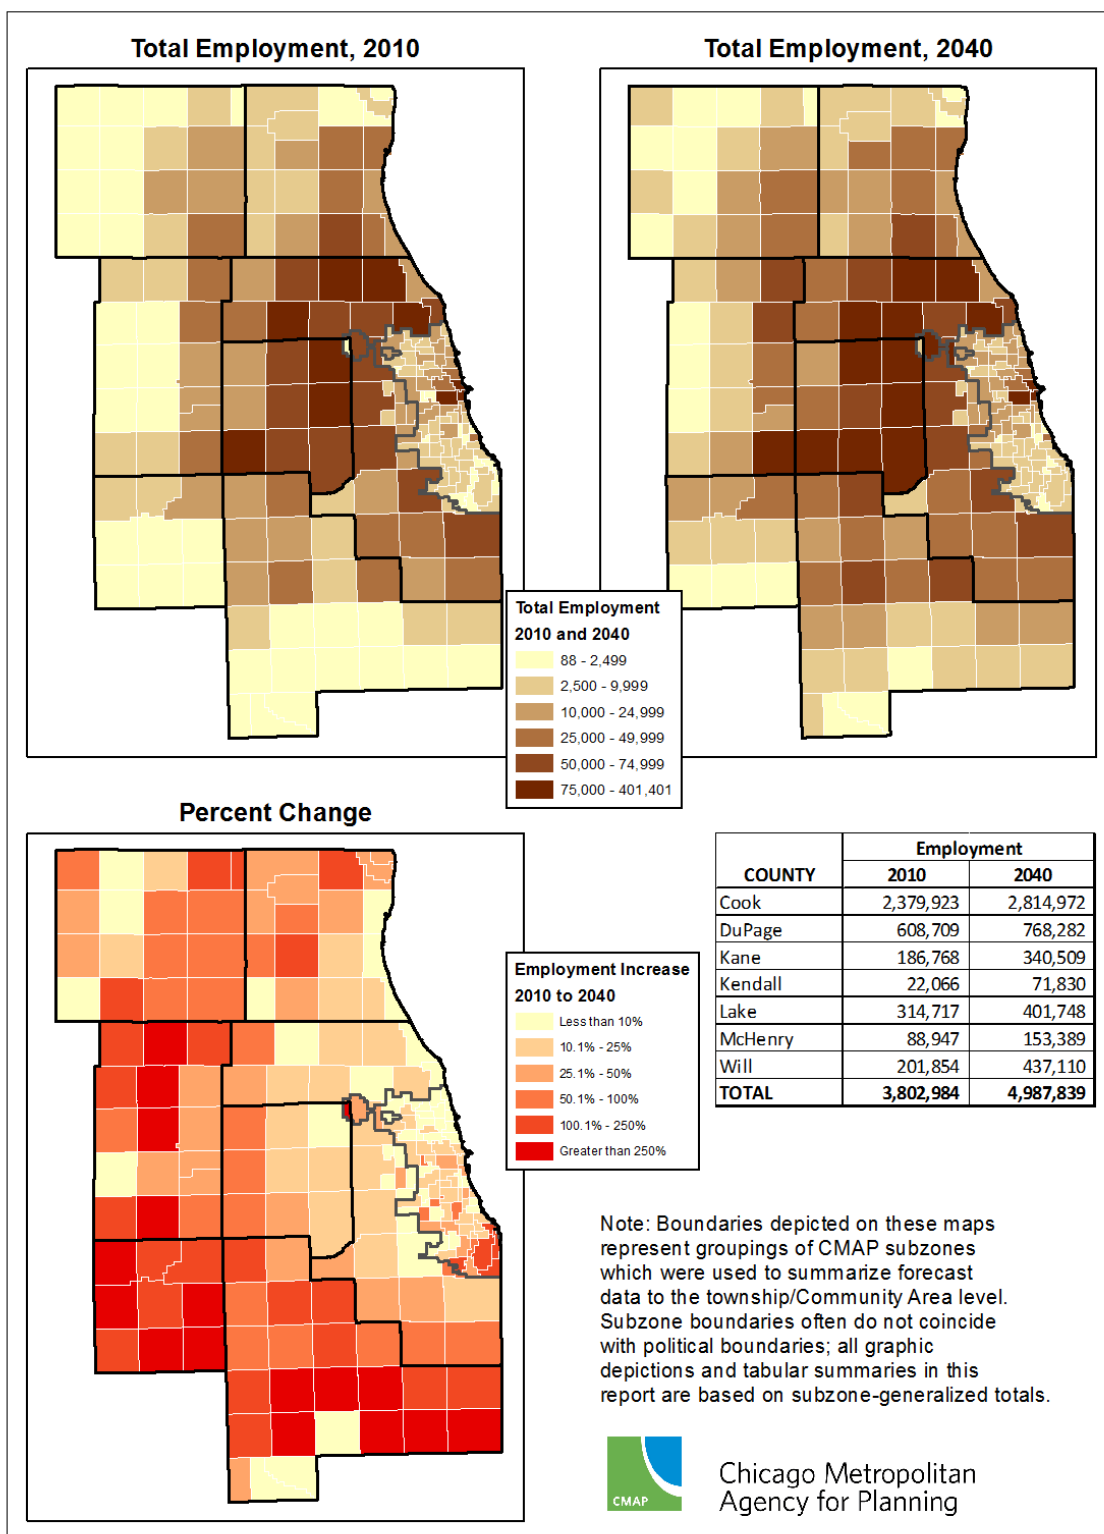 Total Employment, 2010
Total Employment, 2040
Total Employment
2010 and 2040
88 - 2,499
2,500 - 9,999
10,000 - 24,999
25,000 - 49,999
50,000 - 74,999
75,000 - 401,401
Percent Change
Employment Increase
2010 to 2040
Less than 10%
10.1% - 25%
25.1% - 50%
50.1% - 100%
100.1% - 250%
Greater than 250%
Employment
COUNTY 2010 2040
Cook 2,379,923 2,814,972
DuPage 608,709 768,282
Kane 186,768 340,509
Kendall 22,066 71,830
Lake 314,717 401,748
McHenry 88,947 153,389
Will 201,854 437,110
TOTAL 3,802,984 4,987,839
Note: Boundaries depicted on these maps
represent groupings of CMAP subzones
which were used to summarize forecast
data to the township/Community Area level.
Subzone boundaries often do not coincide
with political boundaries; all graphic
depictions and tabular summaries in this
report are based on subzone-generalized totals.
CMAP
Chicago Metropolitan
Agency for Planning